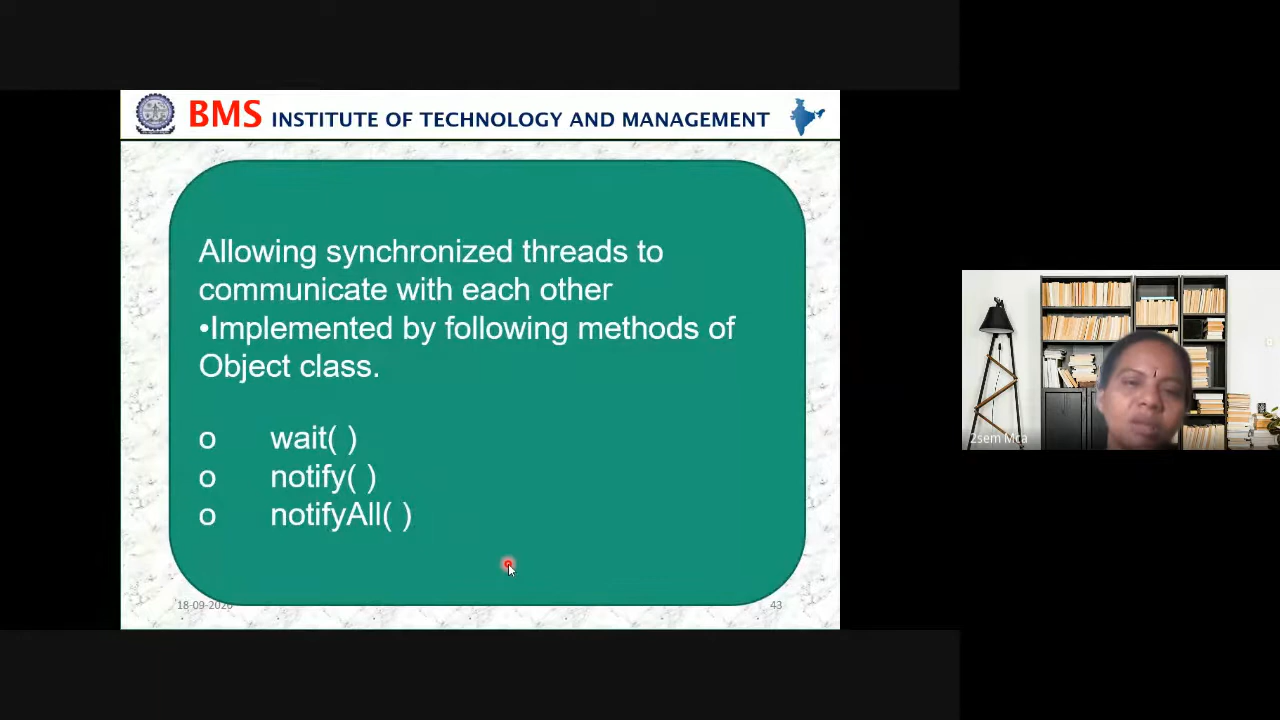 BMS INSTITUTE OF TECHNOLOGY AND MANAGEMENT
Allowing synchronized threads to
communicate with each other
•Implemented by following methods of
Object class.
o wait( )
o notify( )
o notifyAll( )
18-09-2020
43
2sem Mca